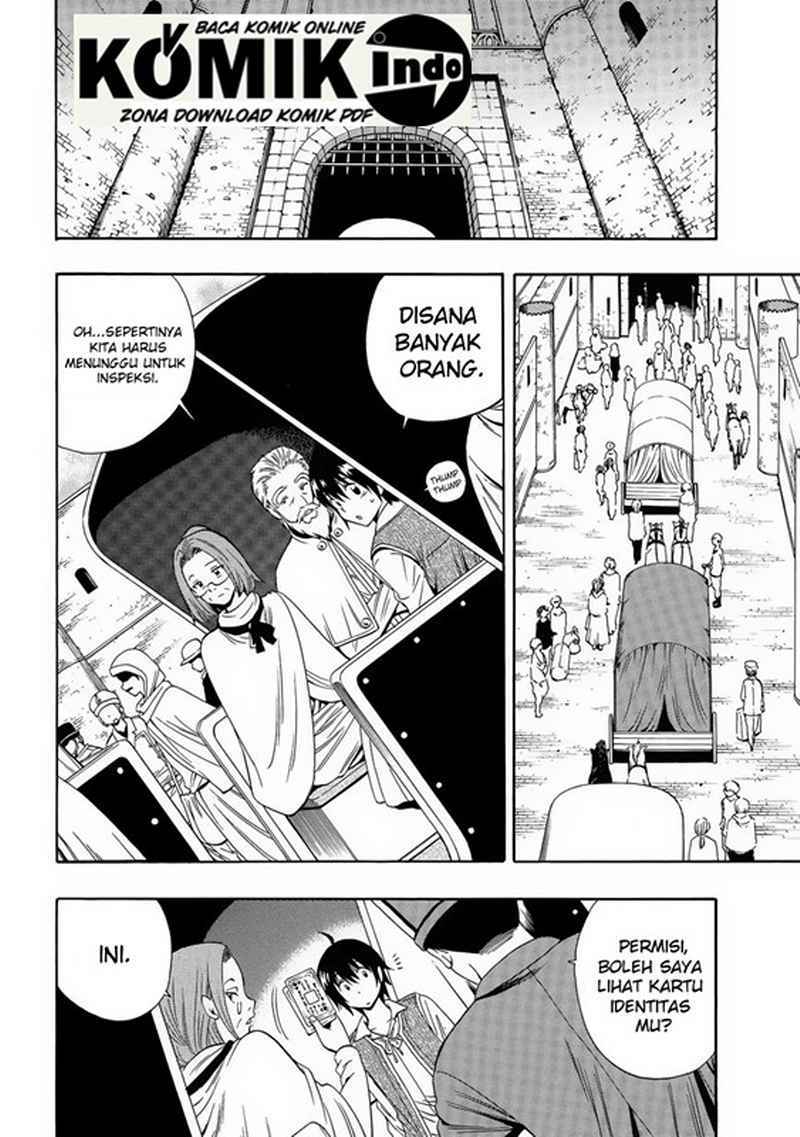 BACA KOMIK ONLINE
KOMIK Indo
ZONA DOWNLOAD KOMIK PDF
DISANA
BANYAK
ORANG.
OH...SEPERTINYA
KITA HARUS
MENUNGGU UNTUK
INSPEKSI.
THUMP
THUMP
PERMISI,
BOLEH SAYA
LIHAT KARTU
IDENTITAS
MU?
INI.